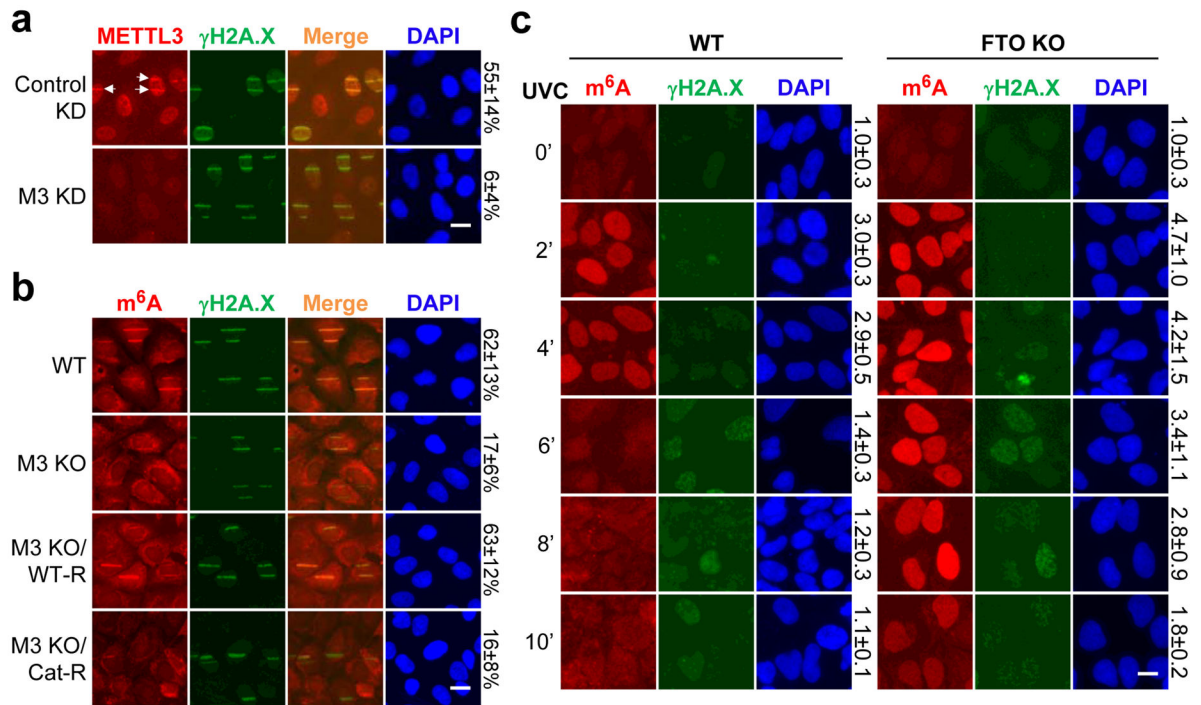 a
METTL3 γH2A.X Merge DAPI
Control
KD
55±14%
M3 KD
6±4%
b
m⁶A γH2A.X Merge DAPI
WT
62±13%
M3 KO
17±6%
M3 KO/
WT-R
63±12%
M3 KO/
Cat-R
16±8%
c
WT FTO KO
UVC m⁶A γH2A.X DAPI m⁶A γH2A.X DAPI
0' 1.0±0.3 1.0±0.3
2' 3.0±0.3 4.7±1.0
4' 2.9±0.5 4.2±1.5
6' 1.4±0.3 3.4±1.1
8' 1.2±0.3 2.8±0.9
10' 1.1±0.1 1.8±0.2